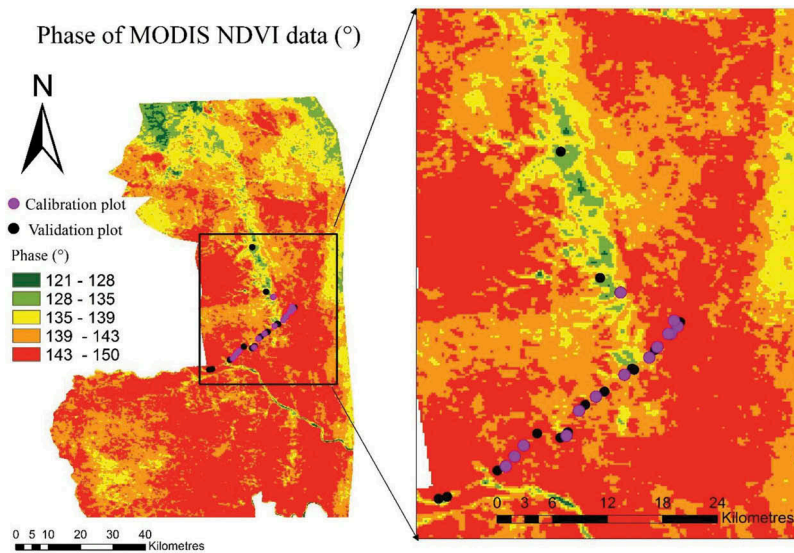 Phase of MODIS NDVI data (°)
N
Calibration plot
Validation plot
Phase (°)
121 - 128
128 - 135
135 - 139
139 - 143
143 - 150
0 5 10 20 30 40
Kilometres
0 3 6 12 18 24
Kilometres